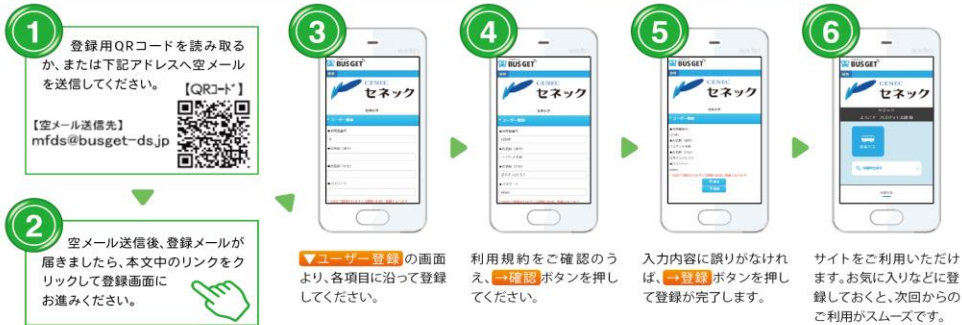 1
登録用QRコードを読み取る
か、または下記アドレスへ空メール
を送信してください。
【QRｺｰﾄﾞ】
【空メール送信先】
mfds@busget-ds.jp
2
空メール送信後、登録メールが
届きましたら、本文中のリンクをク
リックして登録画面に
お進みください。
3
BUSGET
CENEC
セネック
▼ユーザー登録の画面
より、各項目に沿って登録
してください。
4
BUSGET
CENEC
セネック
利用規約をご確認のう
え、→確認ボタンを押し
てください。
5
BUSGET
CENEC
セネック
入力内容に誤りがなけれ
ば、→登録ボタンを押し
て登録が完了します。
6
BUSGET
CENEC
セネック
サイトをご利用いただけ
ます。お気に入りなどに登
録しておくと、次回からの
ご利用がスムーズです。